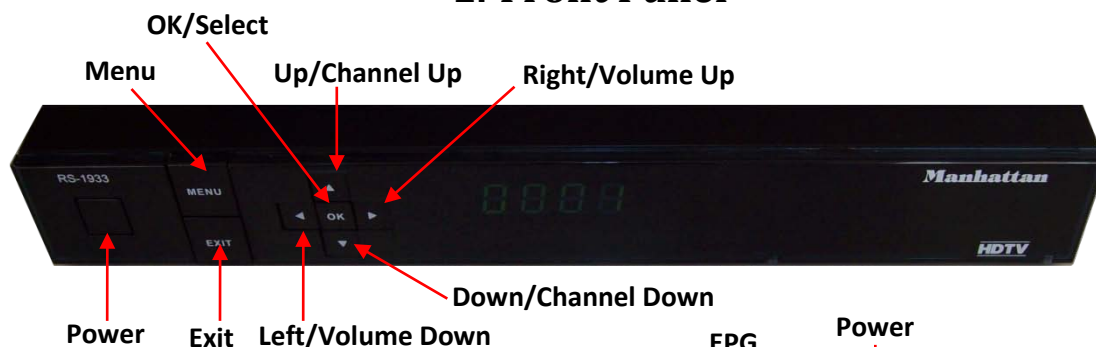 OK/Select
Menu
Up/Channel Up
Right/Volume Up
RS-1933
MENU
OK
EXIT
0001
Manhattan
HDTV
Down/Channel Down
Power
Exit
Left/Volume Down
Power